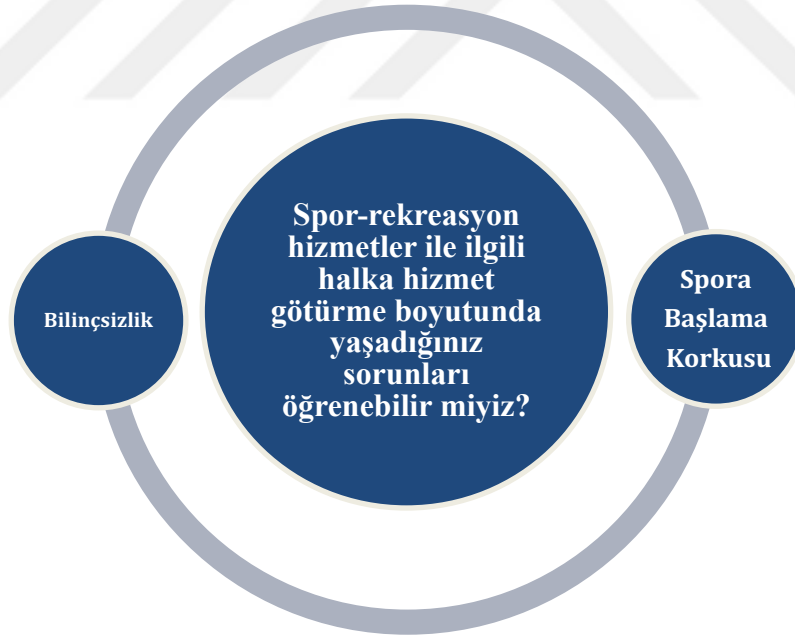 Spor-rekreasyon
hizmetler ile ilgili
halka hizmet
götürme boyutunda
yaşadığınız
sorunları
öğrenebilir miyiz?
Bilinçsizlik
Spora
Başlama
Korkusu